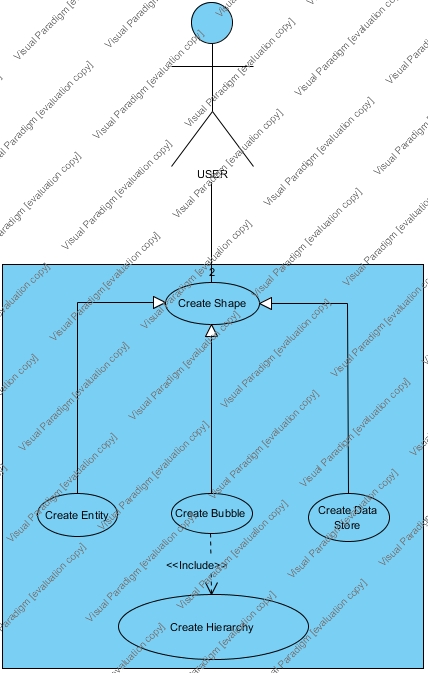 USER
2
Create Shape
Create Entity
Create Bubble
Create Data
Store
<<Include>>
Create Hierarchy
Visual Paradigm [evaluation copy]